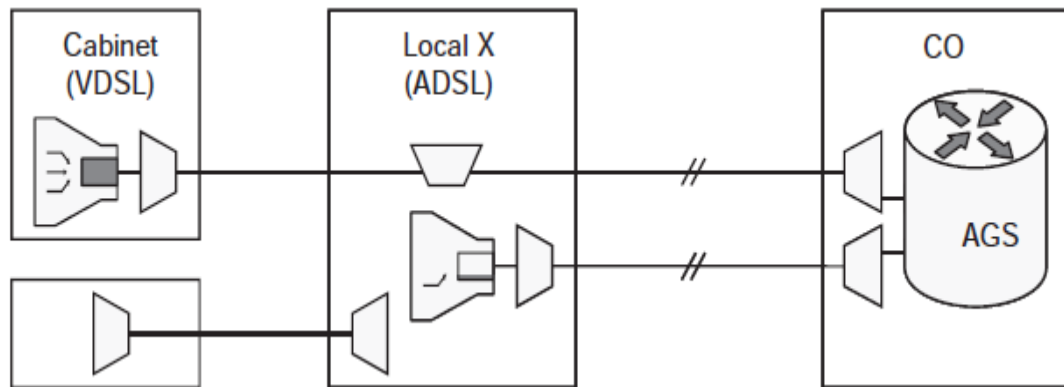 Cabinet
(VDSL)
Local X
(ADSL)
CO
AGS